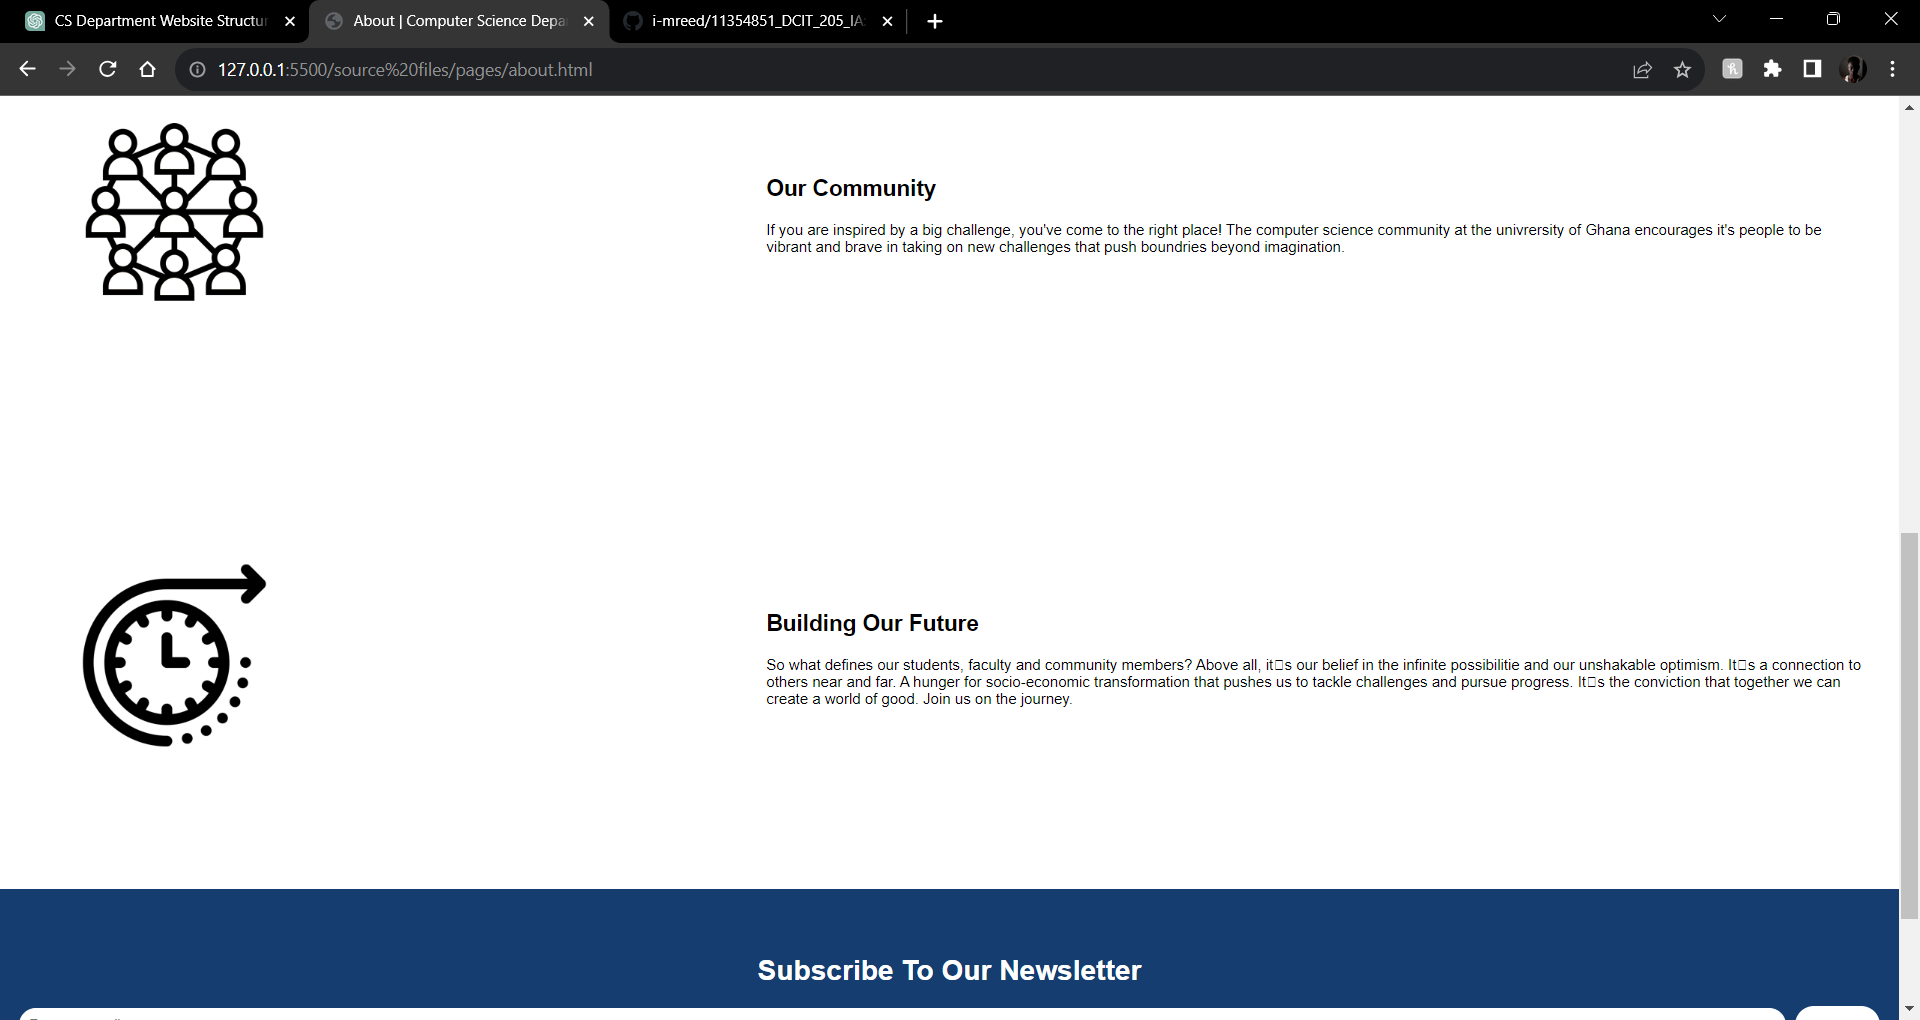 CS Department Website Structu
About | Computer Science Depa
i-mreed/11354851_DCIT_205_IA
127.0.0.1:5500/source%20files/pages/about.html
Our Community
If you are inspired by a big challenge, you've come to the right place! The computer science community at the univrersity of Ghana encourages it's people to be
vibrant and brave in taking on new challenges that push boundries beyond imagination.
Building Our Future
So what defines our students, faculty and community members? Above all, it□s our belief in the infinite possibilitie and our unshakable optimism. It□s a connection to
others near and far. A hunger for socio-economic transformation that pushes us to tackle challenges and pursue progress. It□s the conviction that together we can
create a world of good. Join us on the journey.
Subscribe To Our Newsletter